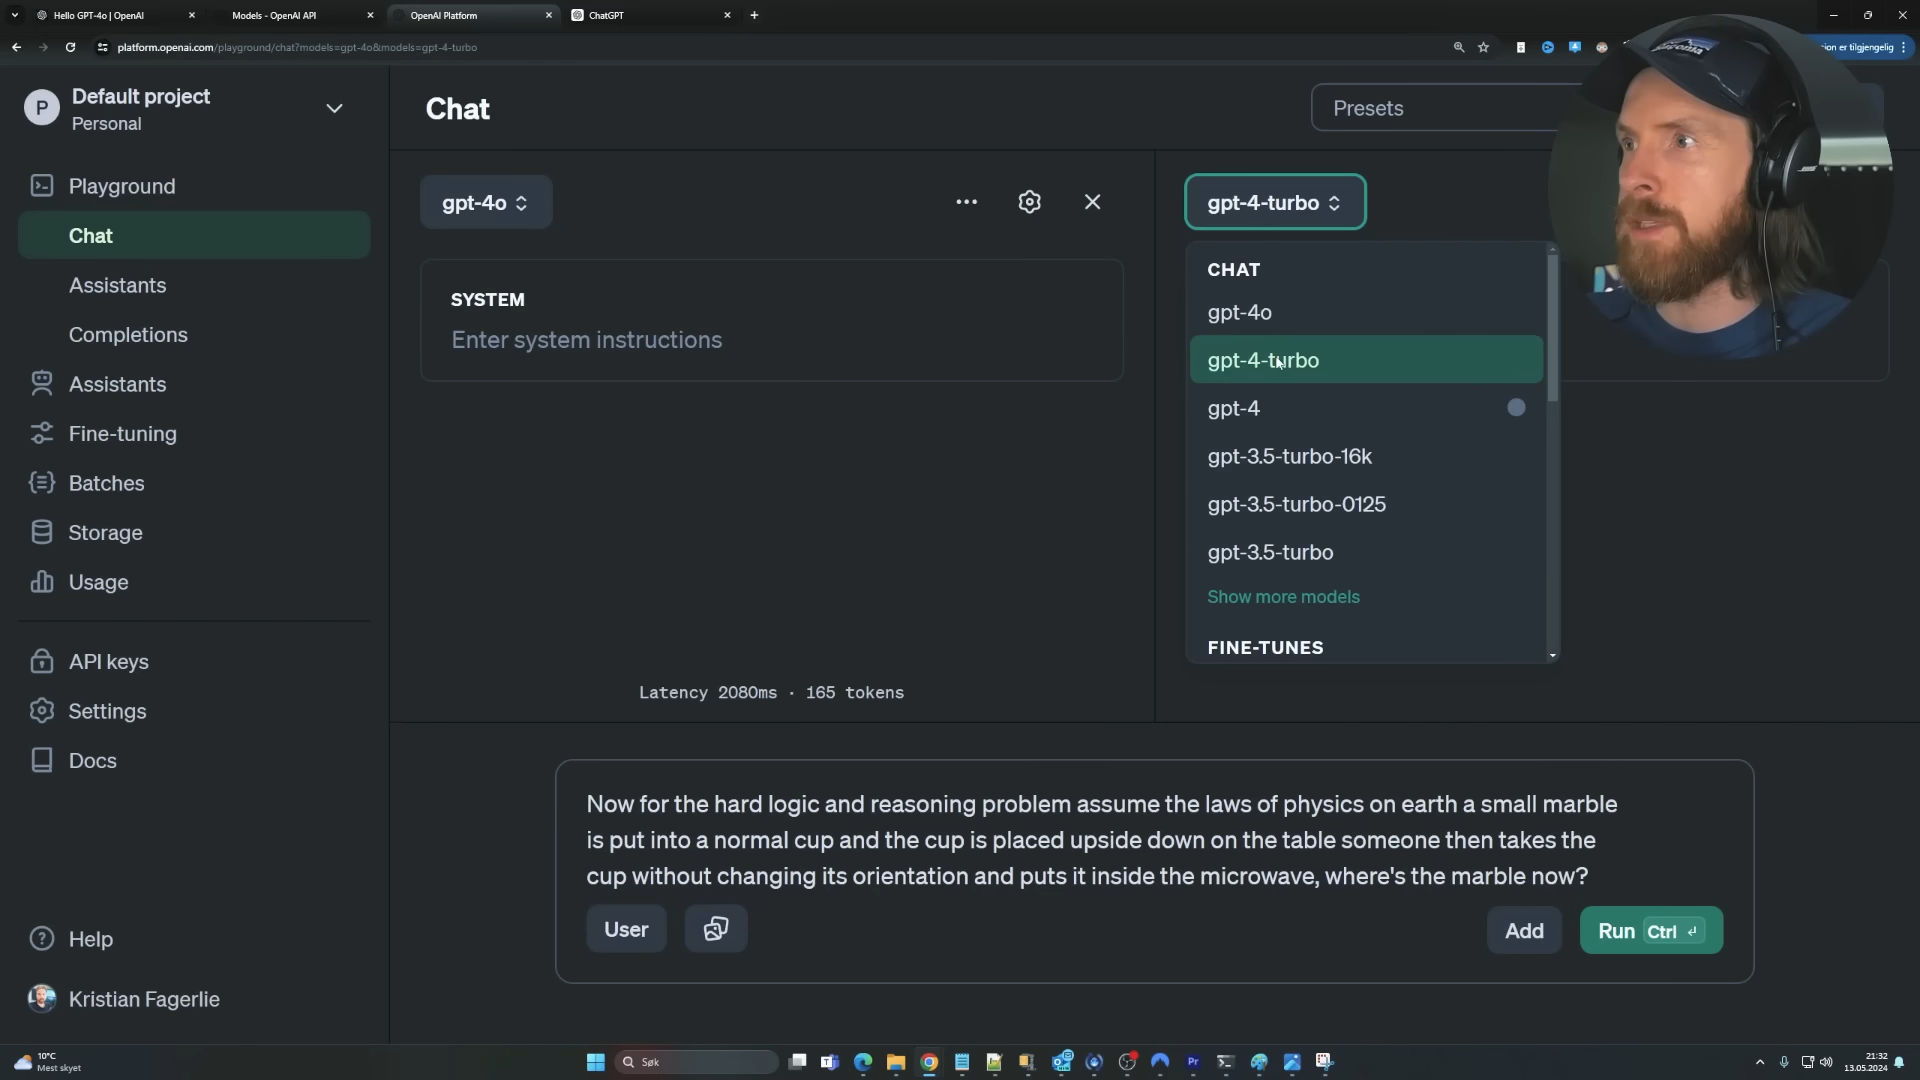 Hello GPT-4o | OpenAI
Models - OpenAI API
OpenAI Platform
ChatGPT
platform.openai.com/playground/chat?models=gpt-4o&models=gpt-4-turbo
jon er tilgjengelig
P
Default project
Personal
Chat
Presets
Playground
Chat
Assistants
Completions
Assistants
Fine-tuning
Batches
Storage
Usage
API keys
Settings
Docs
Help
Kristian Fagerlie
gpt-4o
SYSTEM
Enter system instructions
Latency 2080ms · 165 tokens
gpt-4-turbo
CHAT
gpt-4o
gpt-4-turbo
gpt-4
gpt-3.5-turbo-16k
gpt-3.5-turbo-0125
gpt-3.5-turbo
Show more models
FINE-TUNES
Now for the hard logic and reasoning problem assume the laws of physics on earth a small marble
is put into a normal cup and the cup is placed upside down on the table someone then takes the
cup without changing its orientation and puts it inside the microwave, where's the marble now?
User
Add
Run Ctrl ↵
10°C
Mest skyet
Søk
21:32
13.05.2024